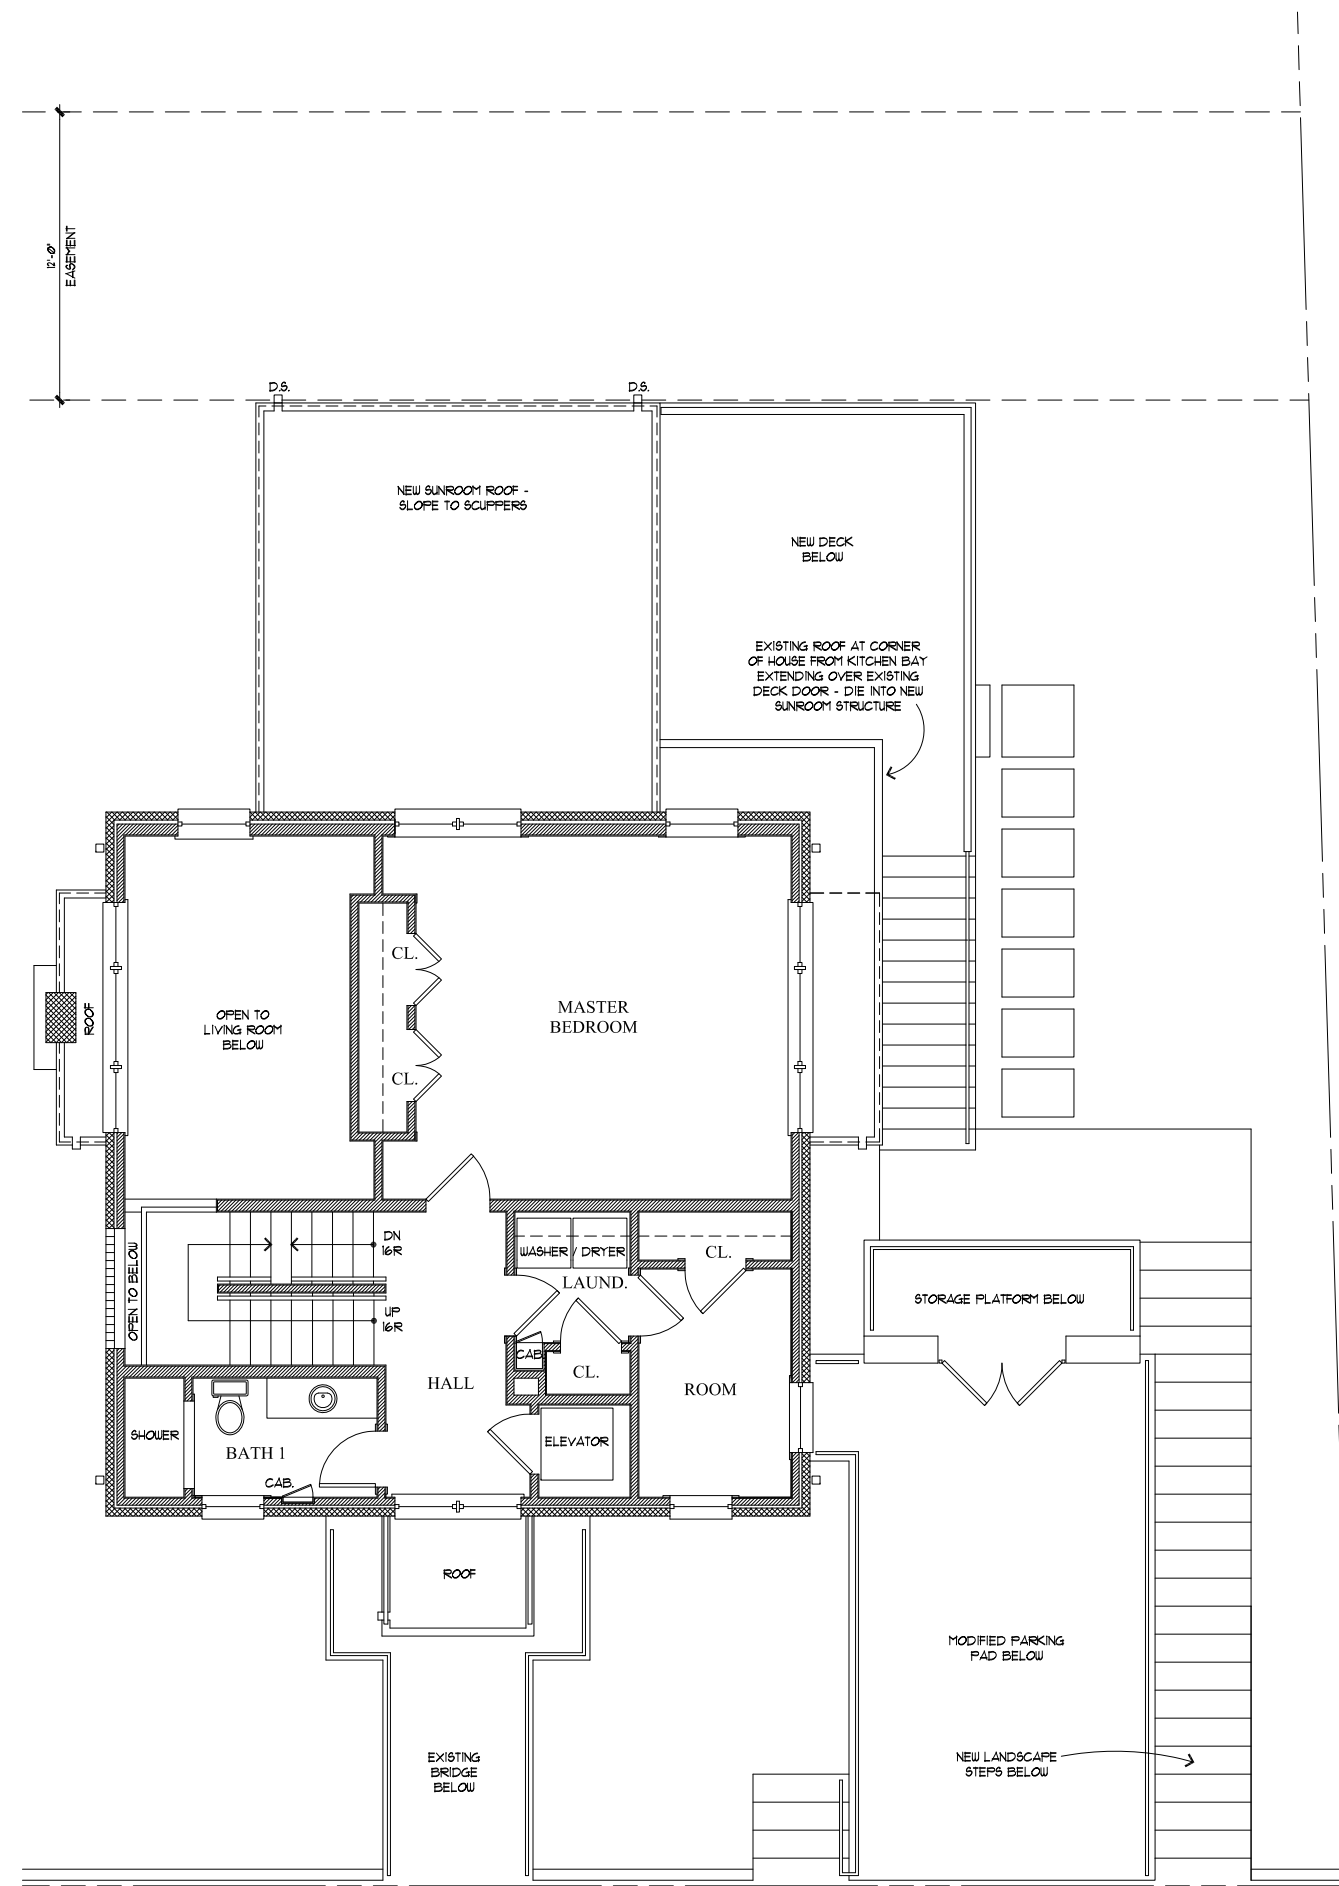 12'-0"
EASEMENT
D.S.
D.S.
NEW SUNROOM ROOF -
SLOPE TO SCUPPERS
NEW DECK
BELOW
EXISTING ROOF AT CORNER
OF HOUSE FROM KITCHEN BAY
EXTENDING OVER EXISTING
DECK DOOR - DIE INTO NEW
SUNROOM STRUCTURE
ROOF
OPEN TO
LIVING ROOM
BELOW
CL.
CL.
MASTER
BEDROOM
OPEN TO BELOW
DN
16R
UP
16R
WASHER / DRYER
LAUND.
CL.
CAB.
CL.
HALL
ROOM
STORAGE PLATFORM BELOW
SHOWER
BATH 1
CAB.
ELEVATOR
ROOF
MODIFIED PARKING
PAD BELOW
EXISTING
BRIDGE
BELOW
NEW LANDSCAPE
STEPS BELOW